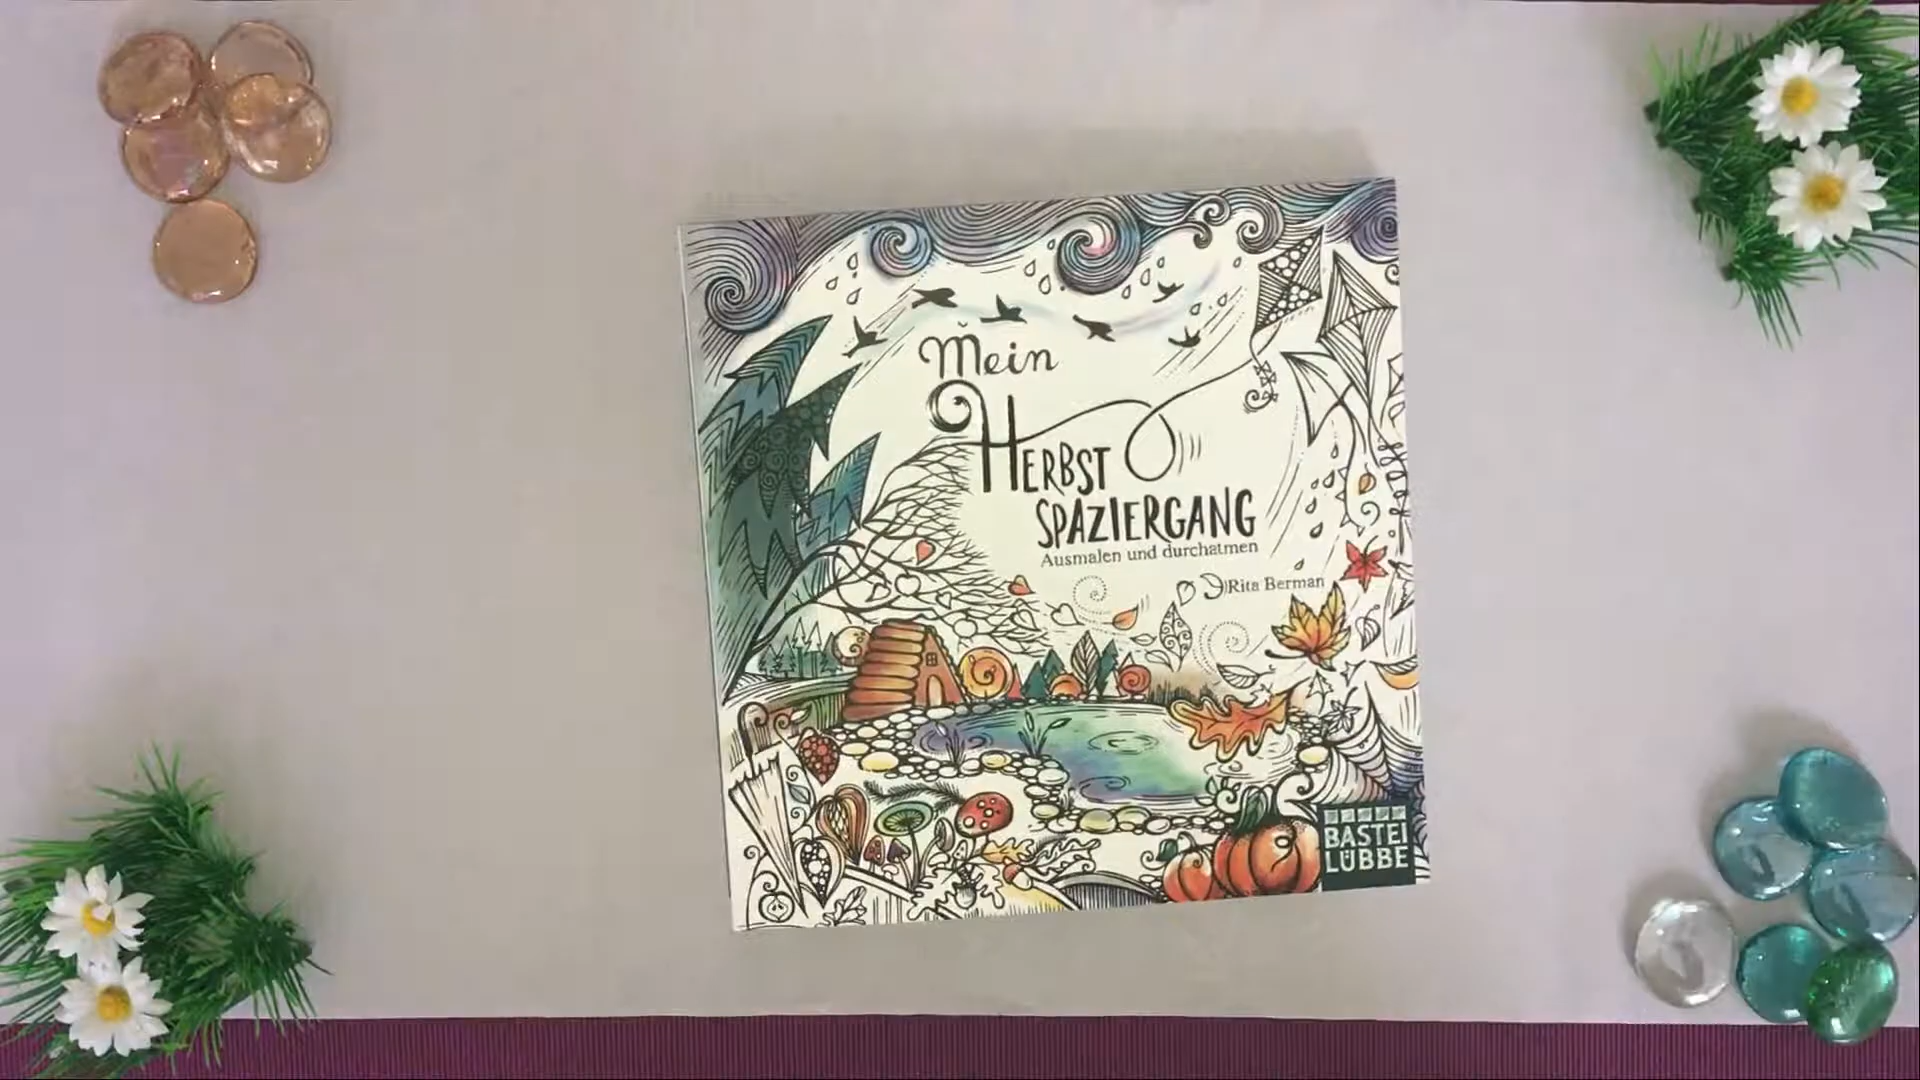 Mein
HERBST
SPAZIERGANG
Ausmalen und durchatmen
Rita Berman
BASTEI
LÜBBE